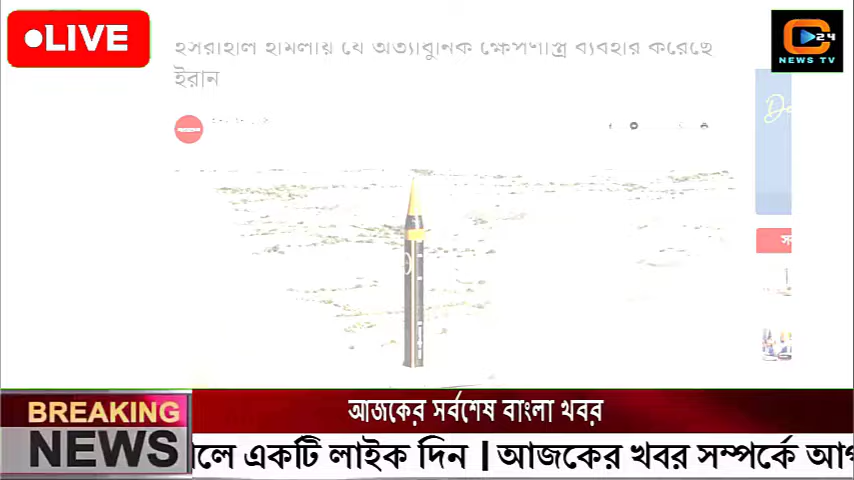 LIVE
24
NEWS TV
ইসরাইলি হামলায় যে অত্যাধুনিক ক্ষেপণাস্ত্র ব্যবহার করেছে
ইরান
BREAKING
NEWS
আজকের সর্বশেষ বাংলা খবর
একটি লাইক দিন | আজকের খবর সম্পর্কে